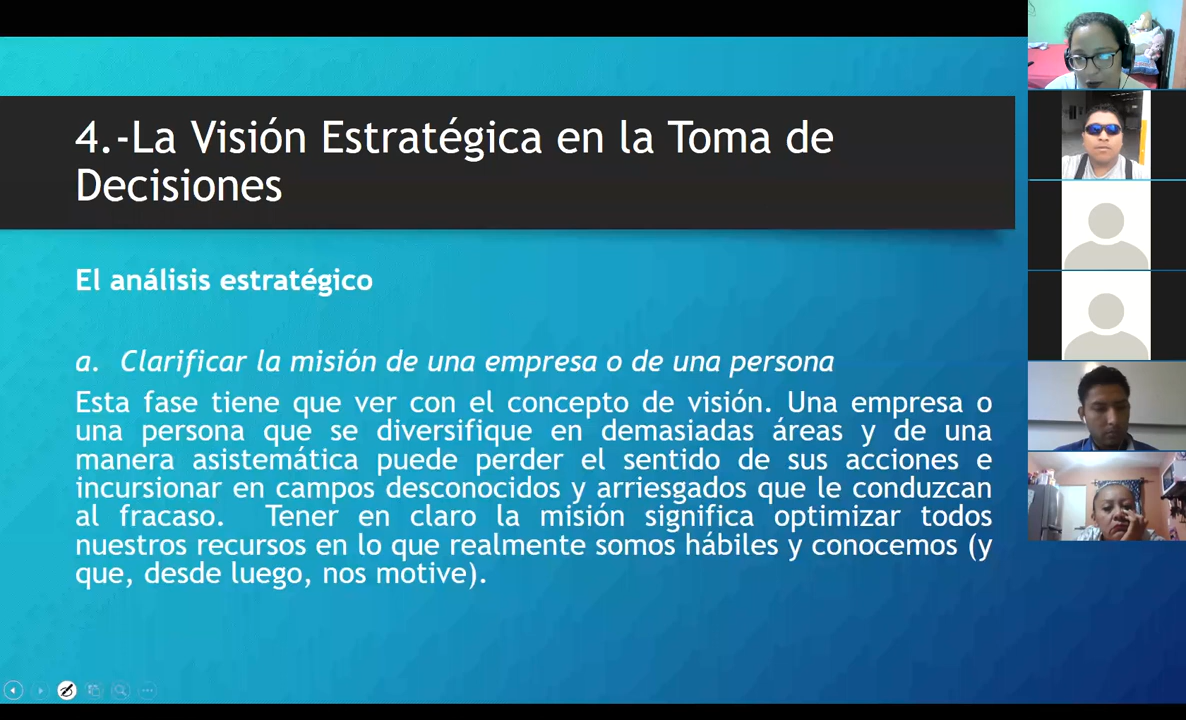 4.-La Visión Estratégica en la Toma de
Decisiones
El análisis estratégico
a. Clarificar la misión de una empresa o de una persona
Esta fase tiene que ver con el concepto de visión. Una empresa o
una persona que se diversifique en demasiadas áreas y de una
manera asistemática puede perder el sentido de sus acciones e
incursionar en campos desconocidos y arriesgados que le conduzcan
al fracaso. Tener en claro la misión significa optimizar todos
nuestros recursos en lo que realmente somos hábiles y conocemos (y
que, desde luego, nos motive).